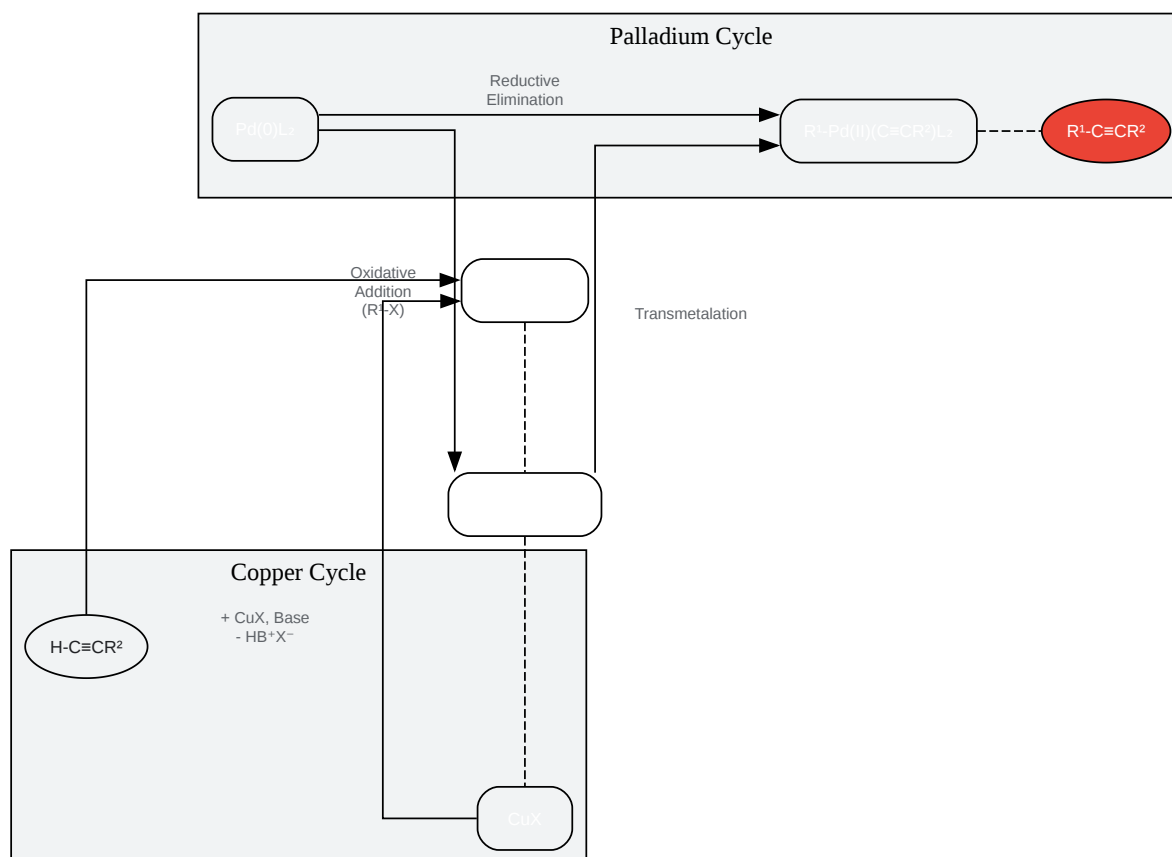 Palladium Cycle
Reductive
Elimination
Pd(0)L₂
R¹-Pd(II)(C≡CR²)L₂
R¹-C≡CR²
Oxidative
Addition
(R¹-X)
Transmetalation
Copper Cycle
+ CuX, Base
- HB⁺X⁻
H-C≡CR²
CuX